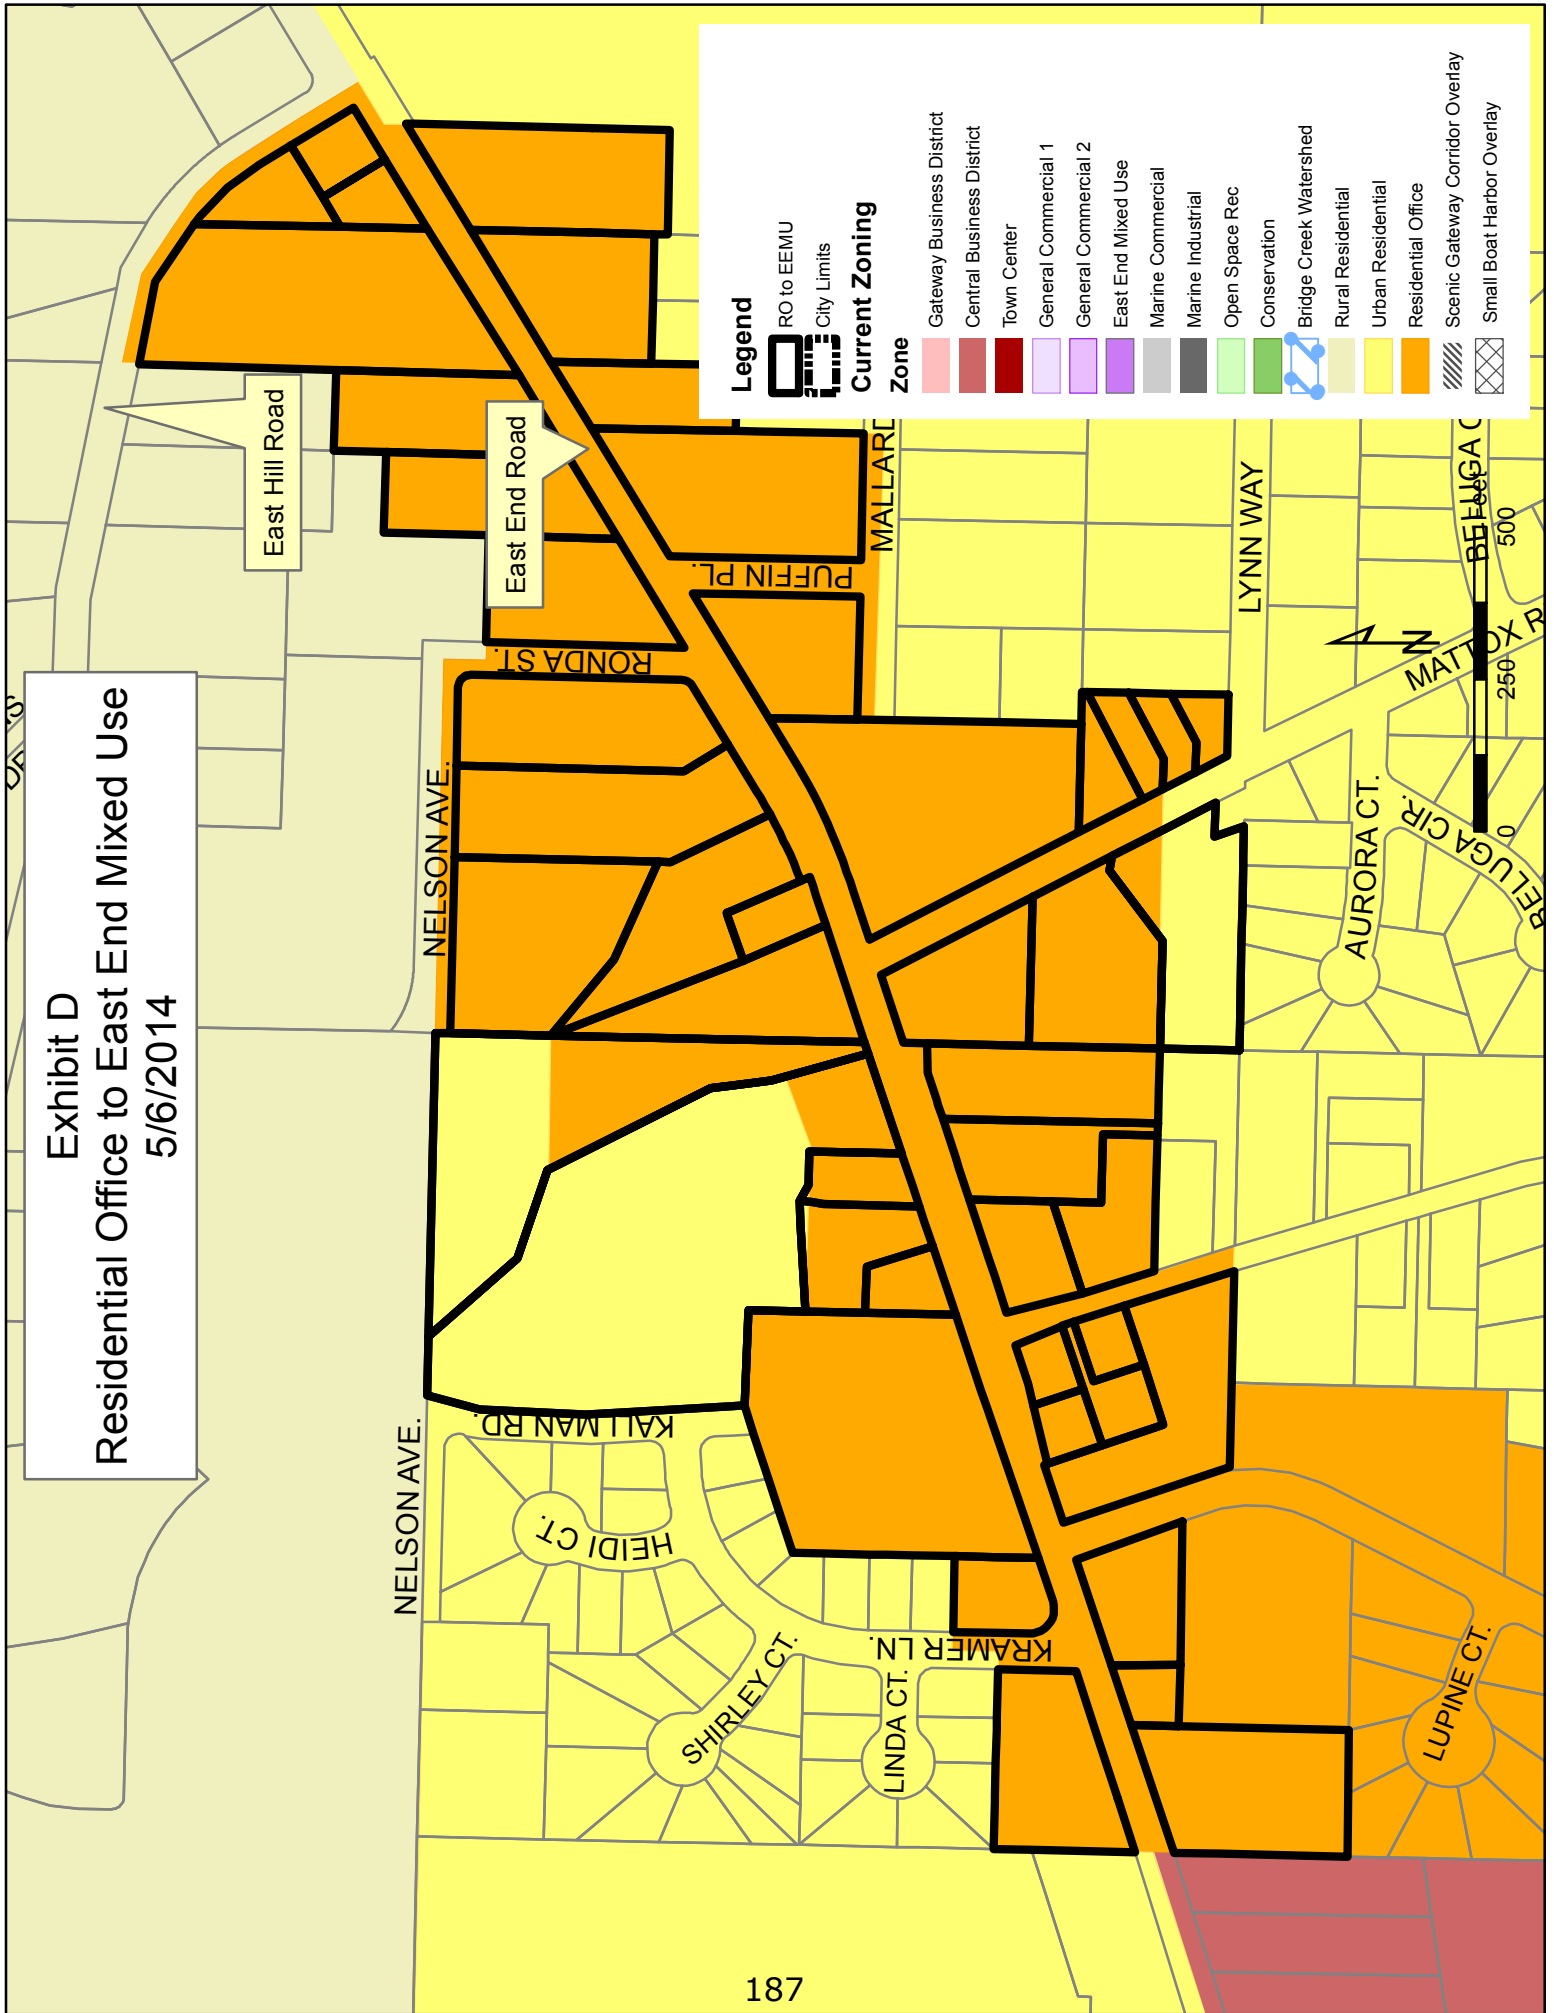 Exhibit D
Residential Office to East End Mixed Use
5/6/2014
East Hill Road
East End Road
NELSON AVE.
NELSON AVE.
RONDA ST.
PUFFIN PL.
MALLARD
LYNN WAY
MATTOX R
BELUGA C
BELUGA CIR.
BEL
AURORA CT.
KALLMAN RD.
HEIDI CT.
SHIRLEY CT.
LINDA CT.
KRAMER LN.
LUPINE CT.
N
0
250
500
Feet
Legend
RO to EEMU
City Limits
Current Zoning
Zone
Gateway Business District
Central Business District
Town Center
General Commercial 1
General Commercial 2
East End Mixed Use
Marine Commercial
Marine Industrial
Open Space Rec
Conservation
Bridge Creek Watershed
Rural Residential
Urban Residential
Residential Office
Scenic Gateway Corridor Overlay
Small Boat Harbor Overlay
187